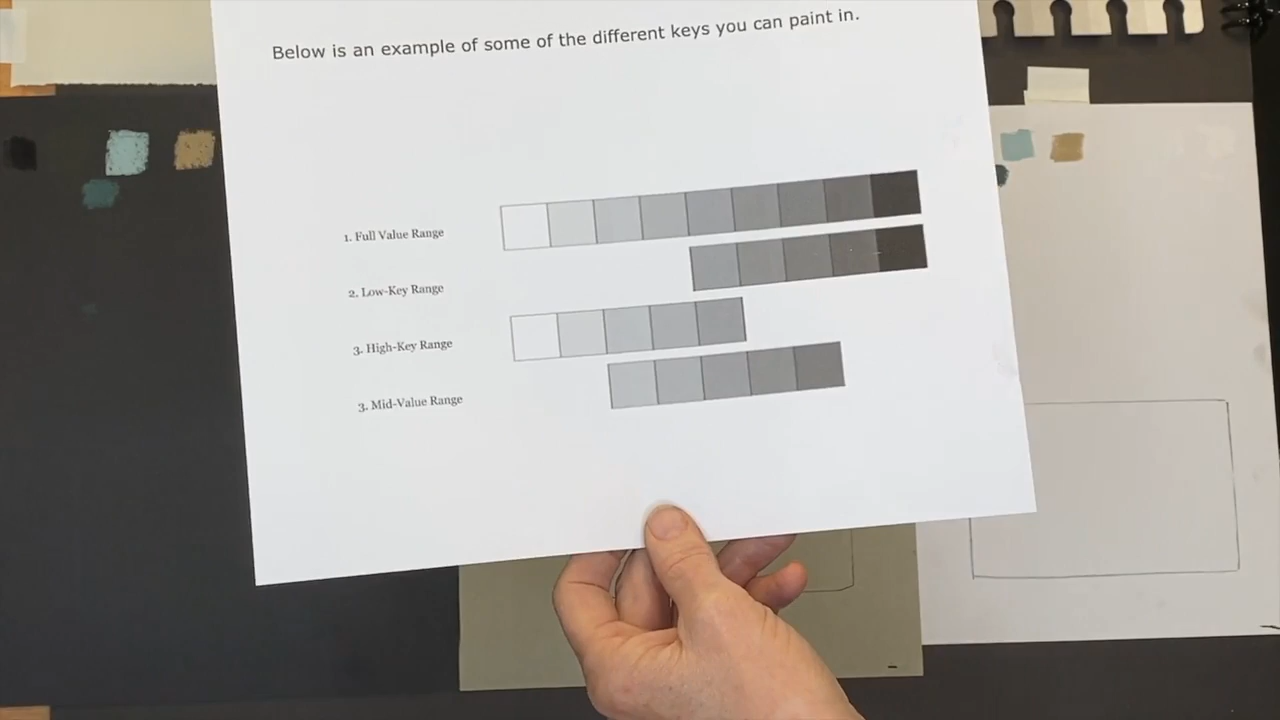 Below is an example of some of the different keys you can paint in.
1. Full Value Range
2. Low-Key Range
3. High-Key Range
3. Mid-Value Range